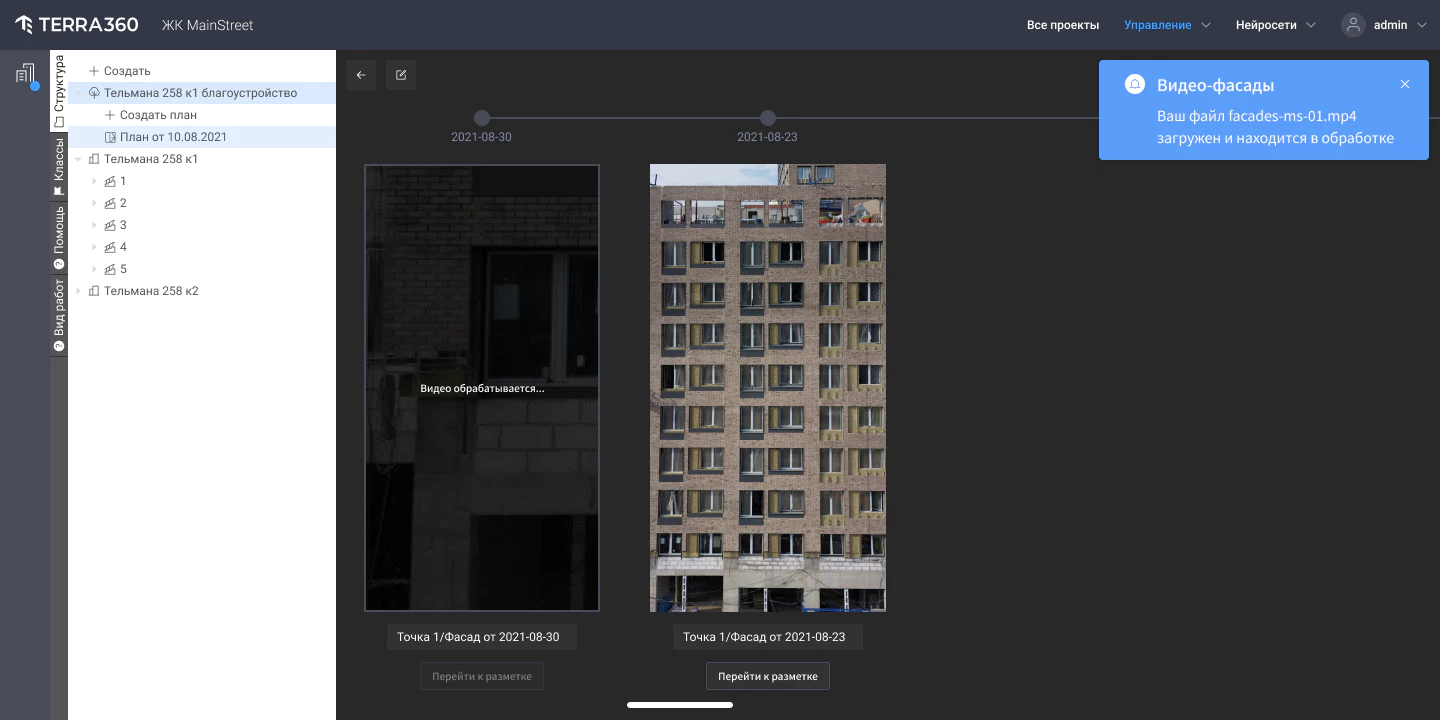 TERRA360
ЖК MainStreet
Все проекты
Управление
Нейросети
admin
Структура
Классы
Помощь
Вид работ
Создать
Тельмана 258 к1 благоустройство
Создать план
План от 10.08.2021
Тельмана 258 к1
1
2
3
4
5
Тельмана 258 к2
2021-08-30
2021-08-23
Видео-фасады
Ваш файл facades-ms-01.mp4
загружен и находится в обработке
Видео обрабатывается...
Точка 1/Фасад от 2021-08-30
Точка 1/Фасад от 2021-08-23
Перейти к разметке
Перейти к разметке